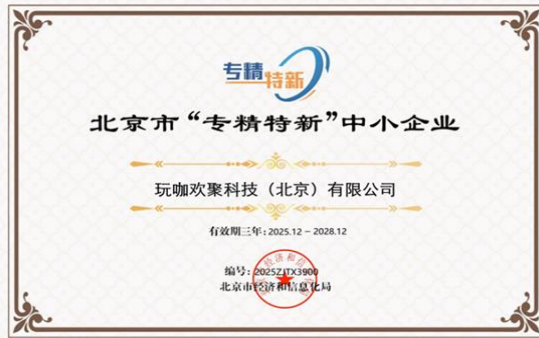 专精特新
北京市“专精特新”中小企业
玩咖欢聚科技（北京）有限公司
有效期三年: 2025.12 – 2028.12
编号: 2025ZJTX3900
北京市经济和信息化局